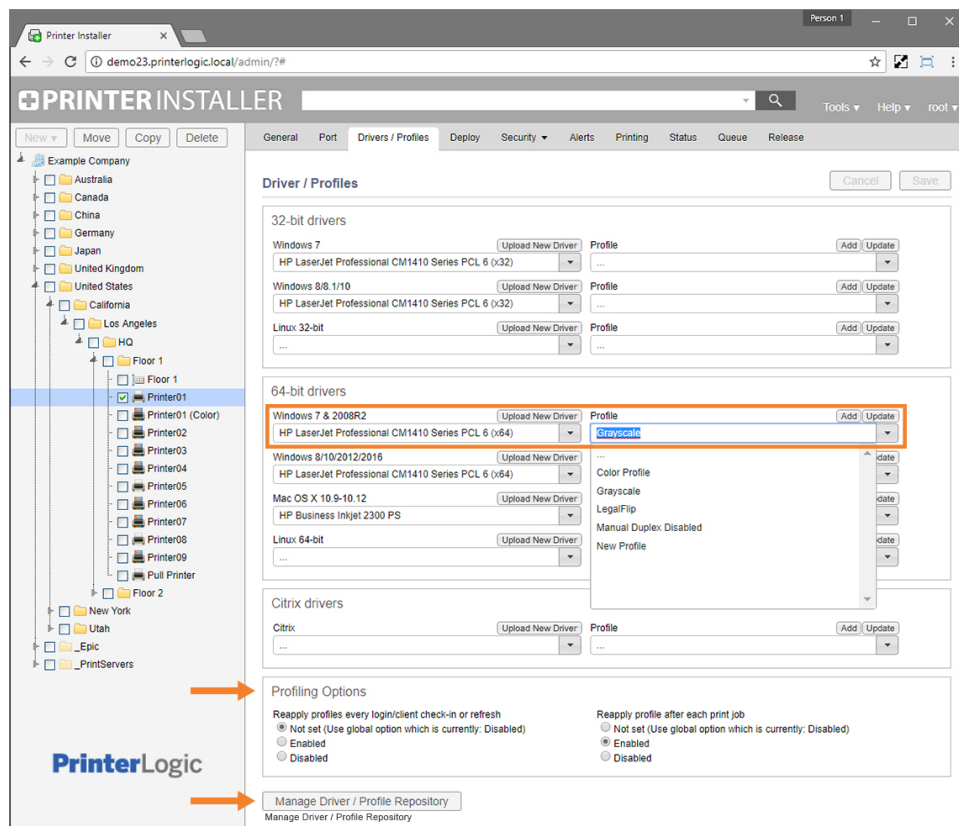 Person 1
Printer Installer
demo23.printerlogic.local/admin/?#
PRINTERINSTALLER
Tools Help root
New Move Copy Delete
General Port Drivers / Profiles Deploy Security Alerts Printing Status Queue Release
Example Company
Australia
Canada
China
Germany
Japan
United Kingdom
United States
California
Los Angeles
HQ
Floor 1
Floor 1
Printer01
Printer01 (Color)
Printer02
Printer03
Printer04
Printer05
Printer06
Printer07
Printer08
Printer09
Pull Printer
Floor 2
New York
Utah
_Epic
_PrintServers
PrinterLogic
Driver / Profiles
Cancel Save
32-bit drivers
Windows 7 Upload New Driver Profile Add Update
HP LaserJet Professional CM1410 Series PCL 6 (x32) ...
Windows 8/8.1/10 Upload New Driver Profile Add Update
HP LaserJet Professional CM1410 Series PCL 6 (x32) ...
Linux 32-bit Upload New Driver Profile Add Update
... ...
64-bit drivers
Windows 7 & 2008R2 Upload New Driver Profile Add Update
HP LaserJet Professional CM1410 Series PCL 6 (x64) Grayscale
Windows 8/10/2012/2016 Upload New Driver
HP LaserJet Professional CM1410 Series PCL 6 (x64)
Mac OS X 10.9-10.12 Upload New Driver
HP Business Inkjet 2300 PS
Linux 64-bit Upload New Driver
...
...
Color Profile
Grayscale
LegalFlip
Manual Duplex Disabled
New Profile
Citrix drivers
Citrix Upload New Driver Profile Add Update
... ...
Profiling Options
Reapply profiles every login/client check-in or refresh
Not set (Use global option which is currently: Disabled)
Enabled
Disabled
Reapply profile after each print job
Not set (Use global option which is currently: Disabled)
Enabled
Disabled
Manage Driver / Profile Repository
Manage Driver / Profile Repository